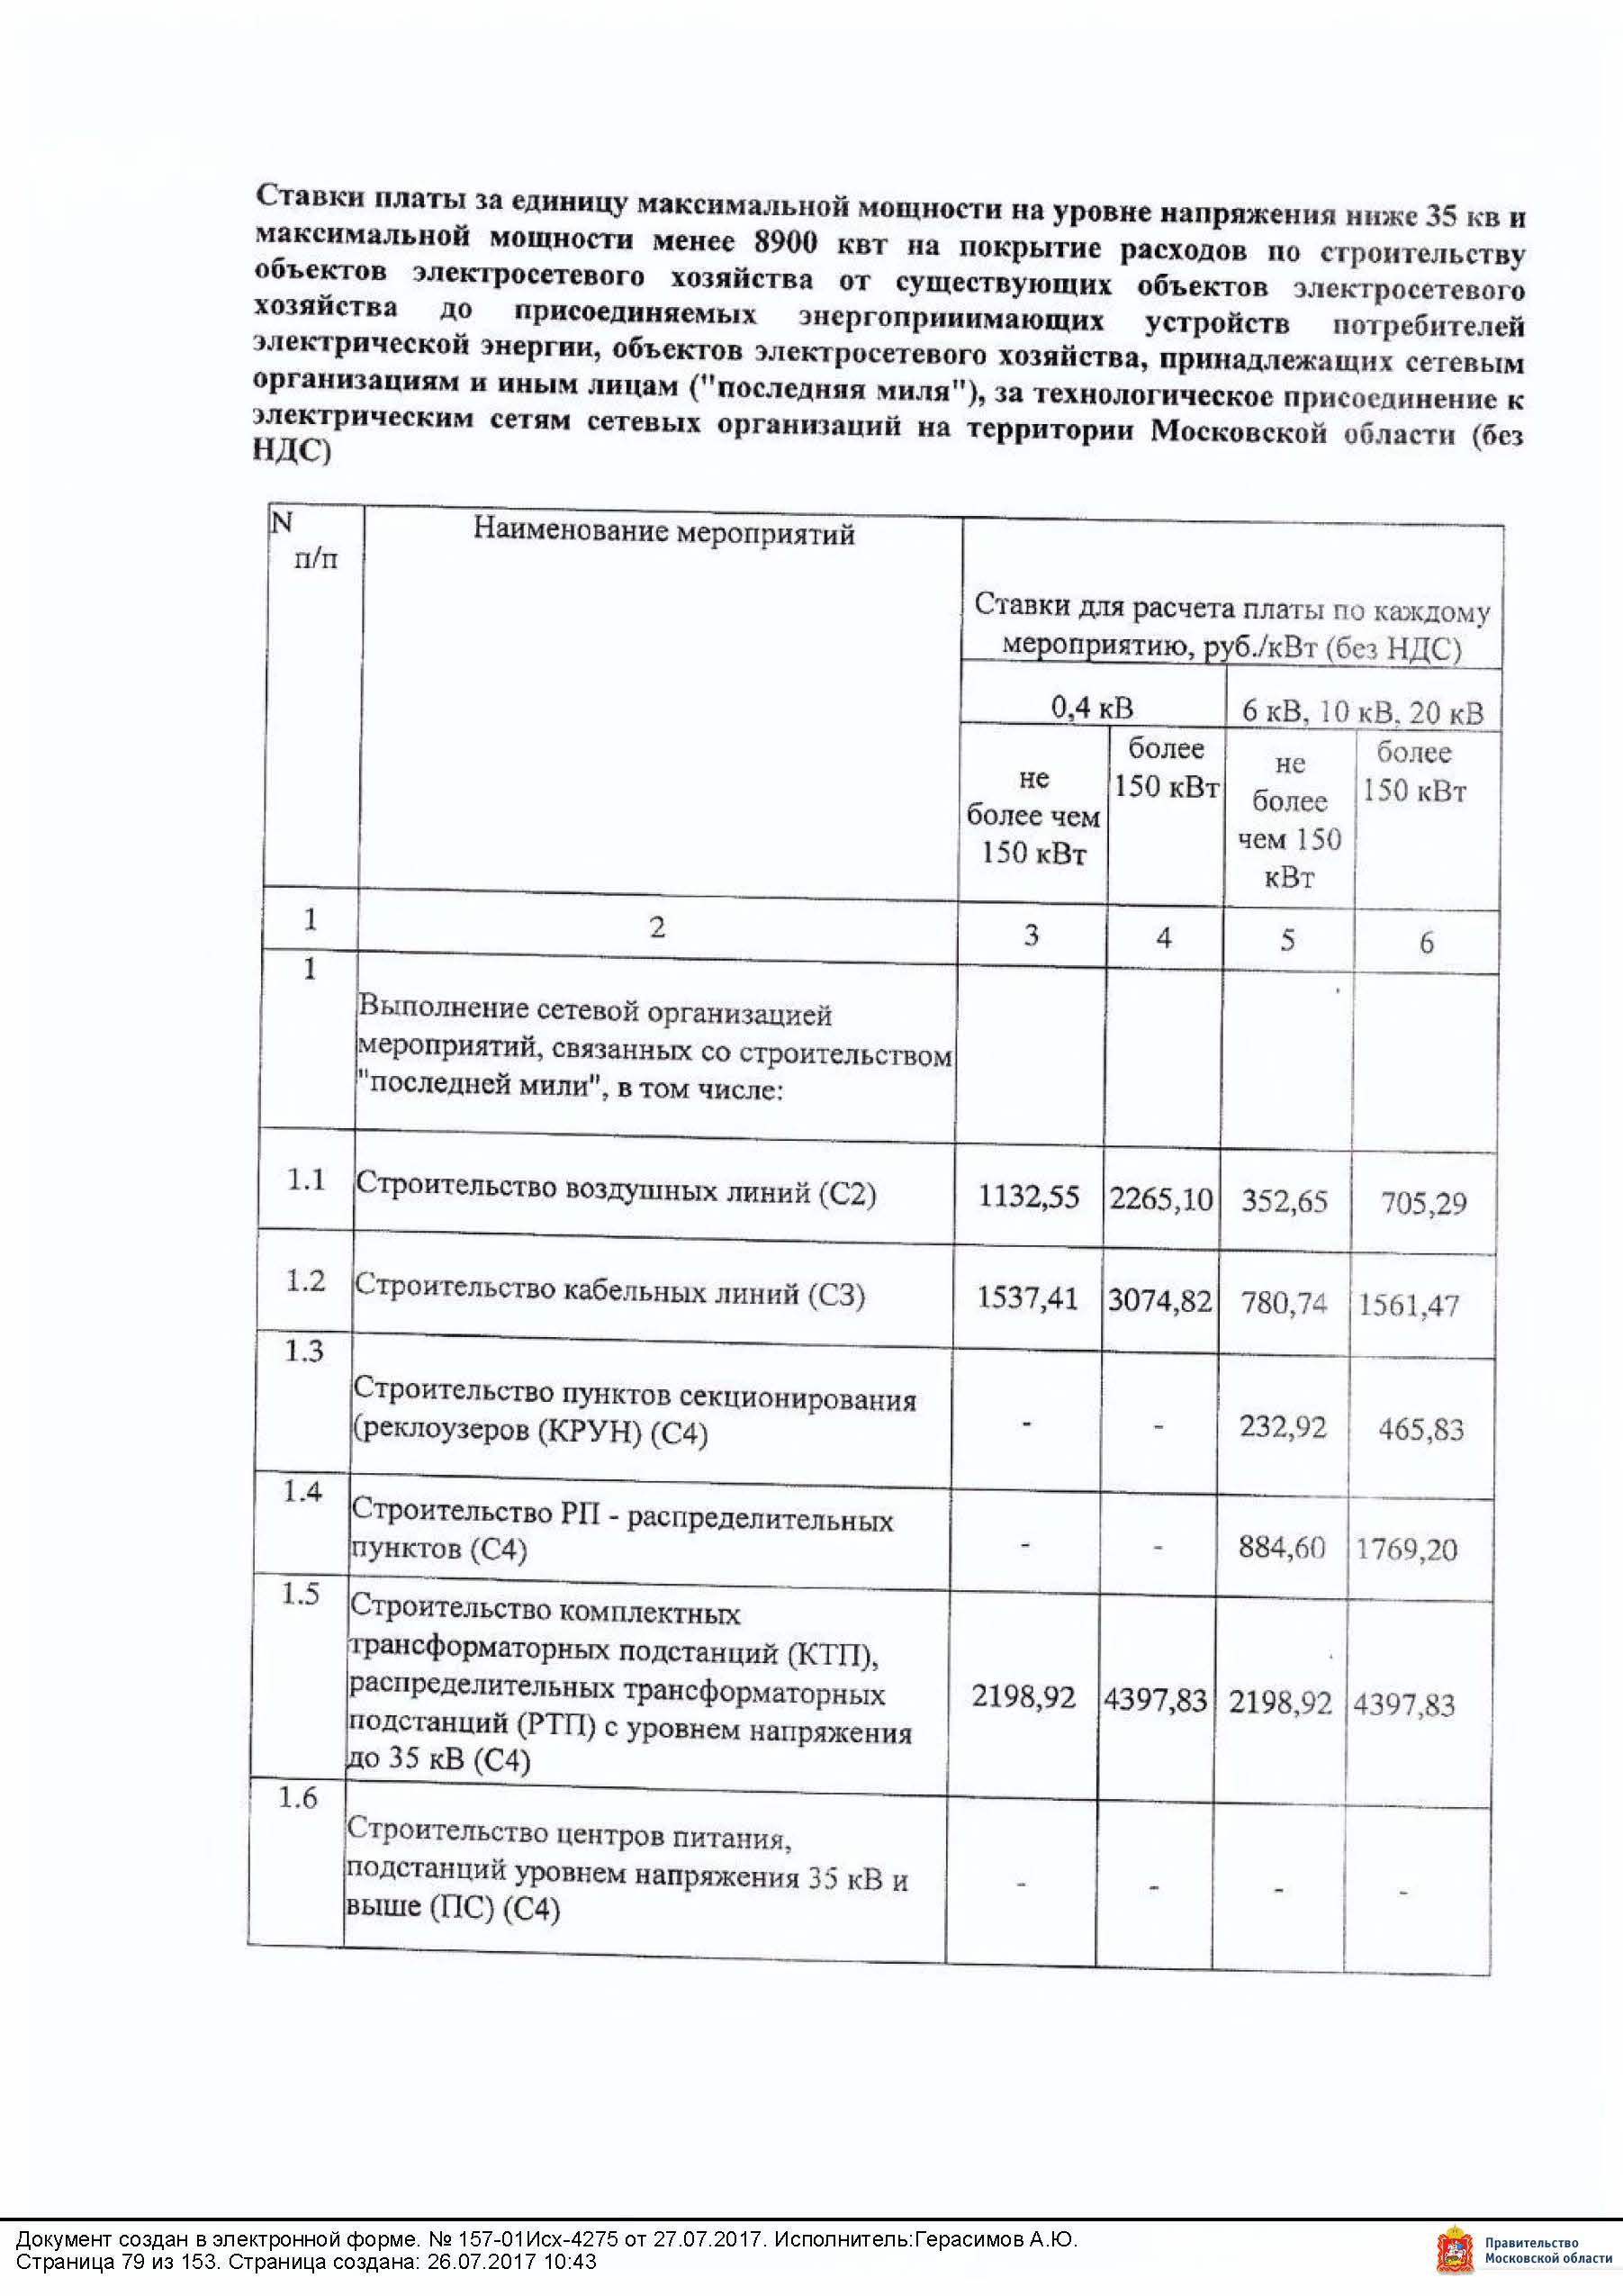 Ставки платы за единицу максимальной мощности на уровне напряжения ниже 35 кв и
максимальной мощности менее 8900 квт на покрытие расходов по строительству
объектов электросетевого хозяйства от существующих объектов электросетевого
хозяйства до присоединяемых энергопринимающих устройств потребителей
электрической энергии, объектов электросетевого хозяйства, принадлежащих сетевым
организациям и иным лицам ("последняя миля"), за технологическое присоединение к
электрическим сетям сетевых организаций на территории Московской области (без
НДС)
N
п/п
Наименование мероприятий
Ставки для расчета платы по каждому
мероприятию, руб./кВт (без НДС)
0,4 кВ
6 кВ, 10 кВ, 20 кВ
не
более чем
150 кВт
более
150 кВт
не
более
чем 150
кВт
более
150 кВт
1 2 3 4 5 6
1
Выполнение сетевой организацией
мероприятий, связанных со строительством
"последней мили", в том числе:
1.1 Строительство воздушных линий (С2) 1132,55 2265,10 352,65 705,29
1.2 Строительство кабельных линий (С3) 1537,41 3074,82 780,74 1561,47
1.3
Строительство пунктов секционирования
(реклоузеров (КРУН) (С4)
- - 232,92 465,83
1.4
Строительство РП - распределительных
пунктов (С4)
- - 884,60 1769,20
1.5
Строительство комплектных
трансформаторных подстанций (КТП),
распределительных трансформаторных
подстанций (РТП) с уровнем напряжения
до 35 кВ (С4)
2198,92 4397,83 2198,92 4397,83
1.6
Строительство центров питания,
подстанций уровнем напряжения 35 кВ и
выше (ПС) (С4)
- - - -
Документ создан в электронной форме. № 157-01Исх-4275 от 27.07.2017. Исполнитель:Герасимов А.Ю.
Страница 79 из 153. Страница создана: 26.07.2017 10:43
Правительство
Московской области